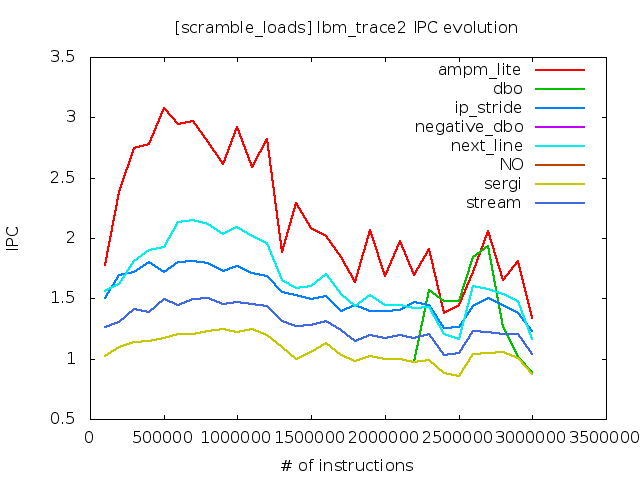 [scramble_loads] lbm_trace2 IPC evolution
3.5
3
2.5
2
1.5
1
0.5
IPC
ampm_lite
dbo
ip_stride
negative_dbo
next_line
NO
sergi
stream
0 500000 1000000 1500000 2000000 2500000 3000000 3500000
# of instructions